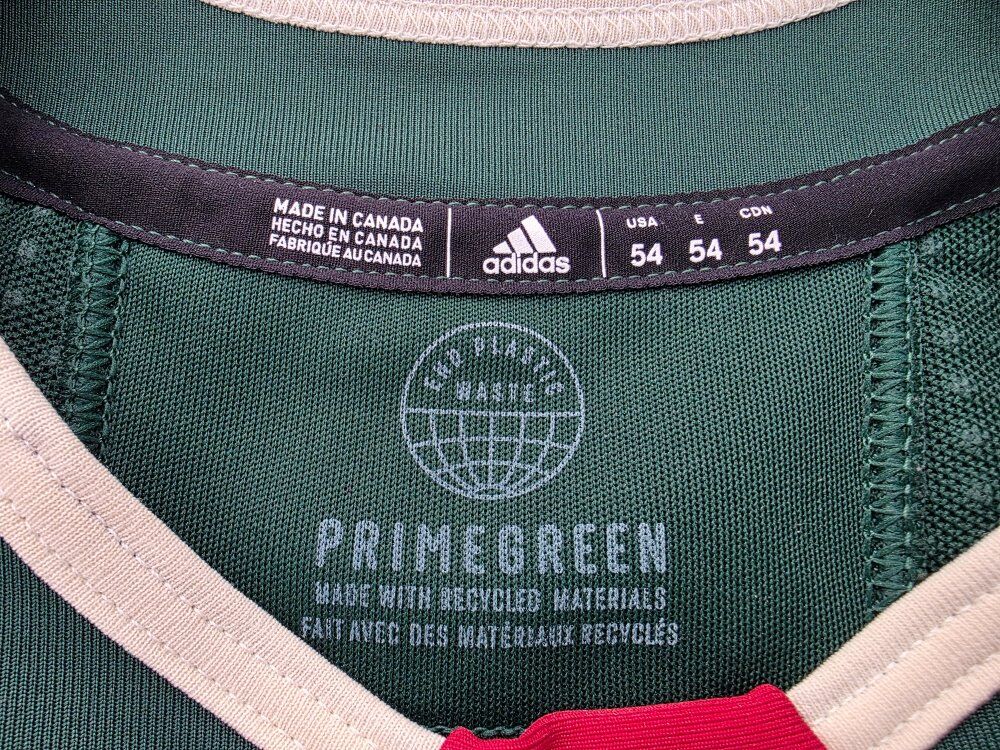 MADE IN CANADA
HECHO EN CANADA
FABRIQUÉ AU CANADA
adidas
USA E CDN
54 54 54
END PLASTIC
WASTE
PRIMEGREEN
MADE WITH RECYCLED MATERIALS
FAIT AVEC DES MATÉRIAUX RECYCLÉS